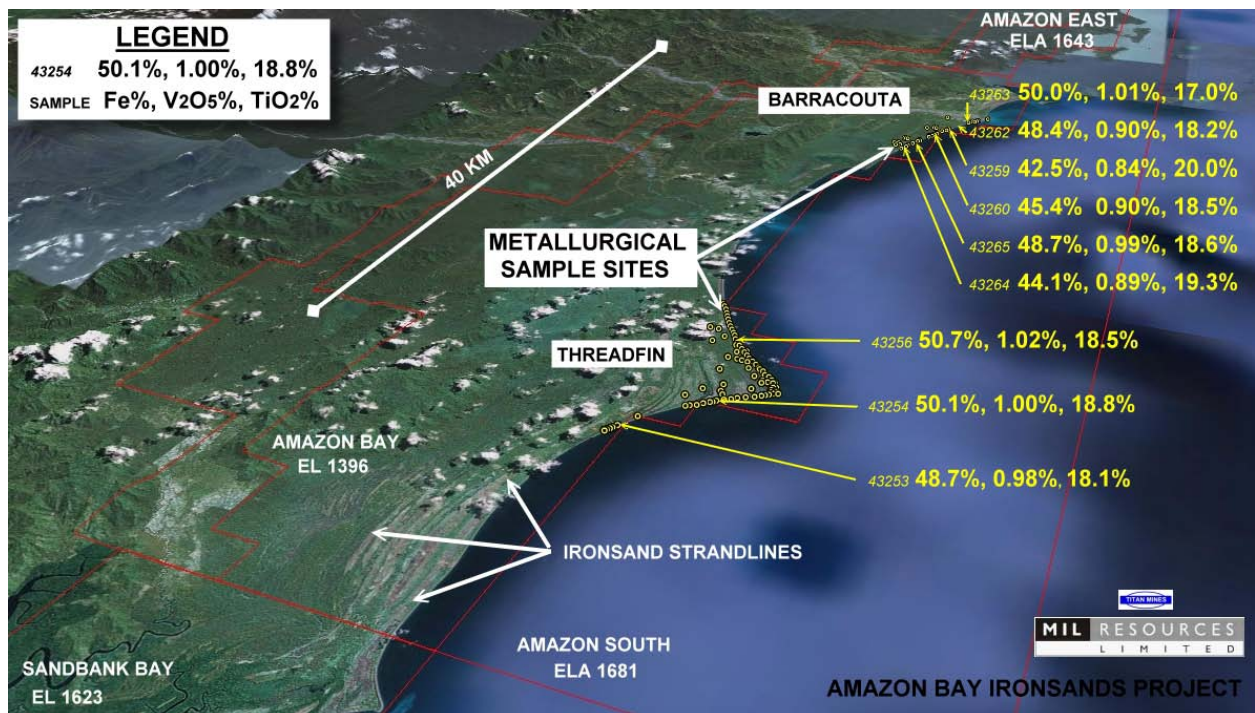 LEGEND
43254 50.1%, 1.00%, 18.8%
SAMPLE Fe%, V2O5%, TiO2%
AMAZON EAST
ELA 1643
BARRACOUTA
43263 50.0%, 1.01%, 17.0%
43262 48.4%, 0.90%, 18.2%
43259 42.5%, 0.84%, 20.0%
43260 45.4%, 0.90%, 18.5%
43265 48.7%, 0.99%, 18.6%
43264 44.1%, 0.89%, 19.3%
40 KM
METALLURGICAL
SAMPLE SITES
43256 50.7%, 1.02%, 18.5%
THREADFIN
43254 50.1%, 1.00%, 18.8%
AMAZON BAY
EL 1396
43253 48.7%, 0.98%, 18.1%
IRONSAND STRANDLINES
TITAN MINES
MIL RESOURCES
LIMITED
AMAZON SOUTH
ELA 1681
SANDBANK BAY
EL 1623
AMAZON BAY IRONSANDS PROJECT